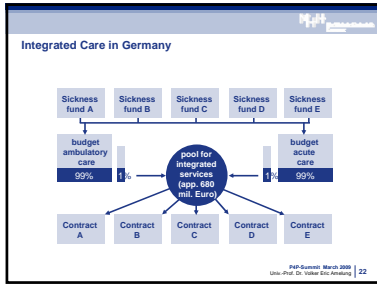 Integrated Care in Germany
Sickness
fund A
Sickness
fund B
Sickness
fund C
Sickness
fund D
Sickness
fund E
budget
ambulatory
care
99%
1%
pool for
integrated
services
(app. 680
mil. Euro)
1%
budget
acute
care
99%
Contract
A
Contract
B
Contract
C
Contract
D
Contract
E
P4P-Summit March 2009
Univ.-Prof. Dr. Volker Eric Amelung
22